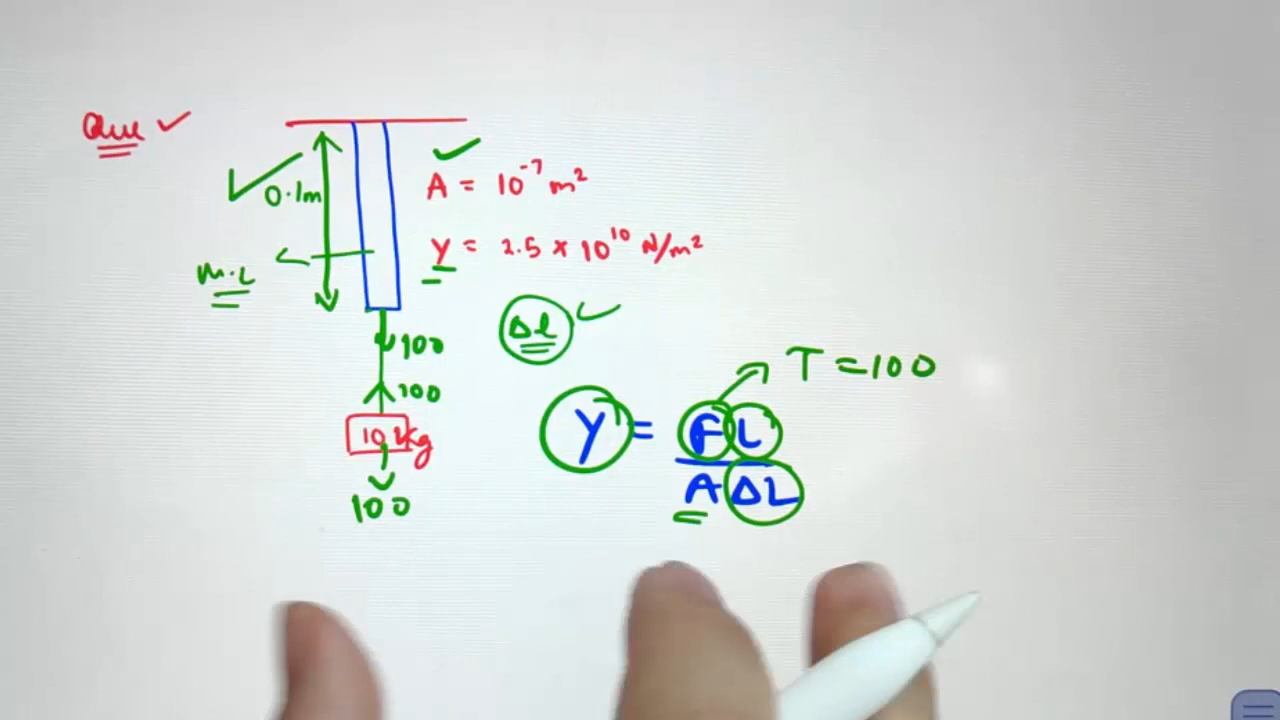 Que
0.1m
A = 10⁻⁷ m²
Y = 2.5 × 10¹⁰ N/m²
M.L
Δl
100
100
10 kg
100
Y = FL
AΔL
T = 100